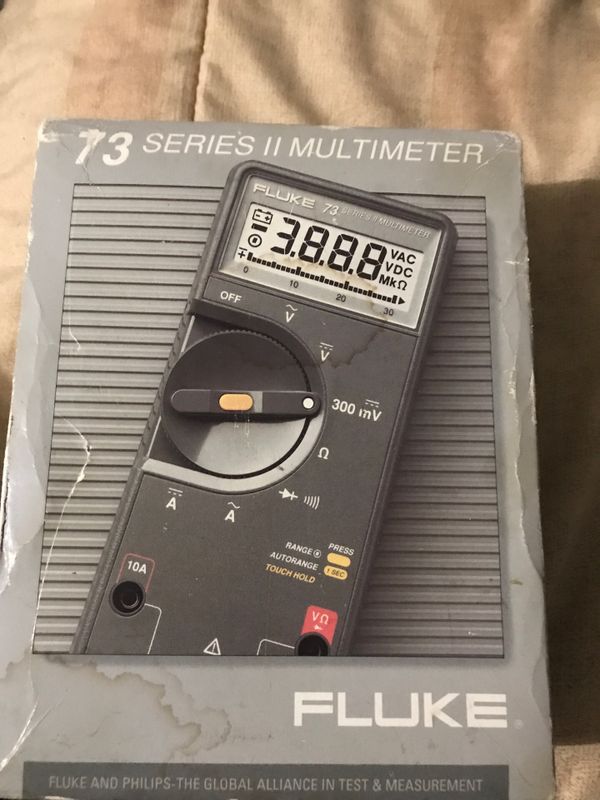 73 SERIES II MULTIMETER
FLUKE 73 SERIES II MULTIMETER
3.8.8.8 VAC
VDC
MkΩ
0 10 20 30
OFF
V
V
300 mV
Ω
A
A
RANGE PRESS
AUTORANGE
TOUCH HOLD 1 SEC
10A
VΩ
FLUKE®
FLUKE AND PHILIPS-THE GLOBAL ALLIANCE IN TEST & MEASUREMENT